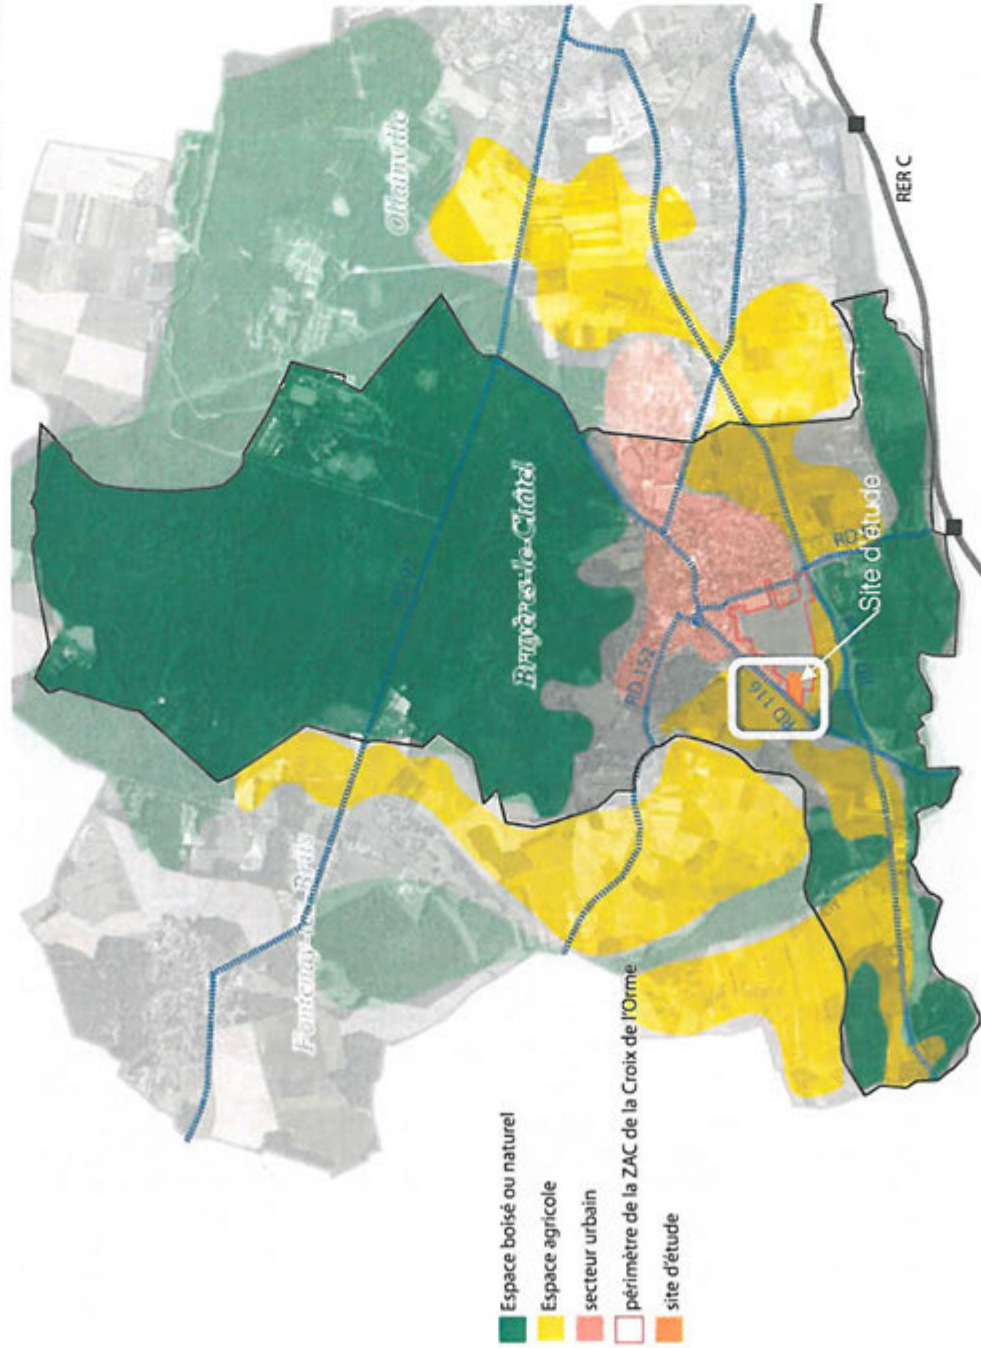 Ollainville
RER C
Bruyères-le-Châtel
Site d'étude
RD 152
RD 116
RD
Espace boisé ou naturel
Espace agricole
secteur urbain
périmètre de la ZAC de la Croix de l'Orme
site d'étude